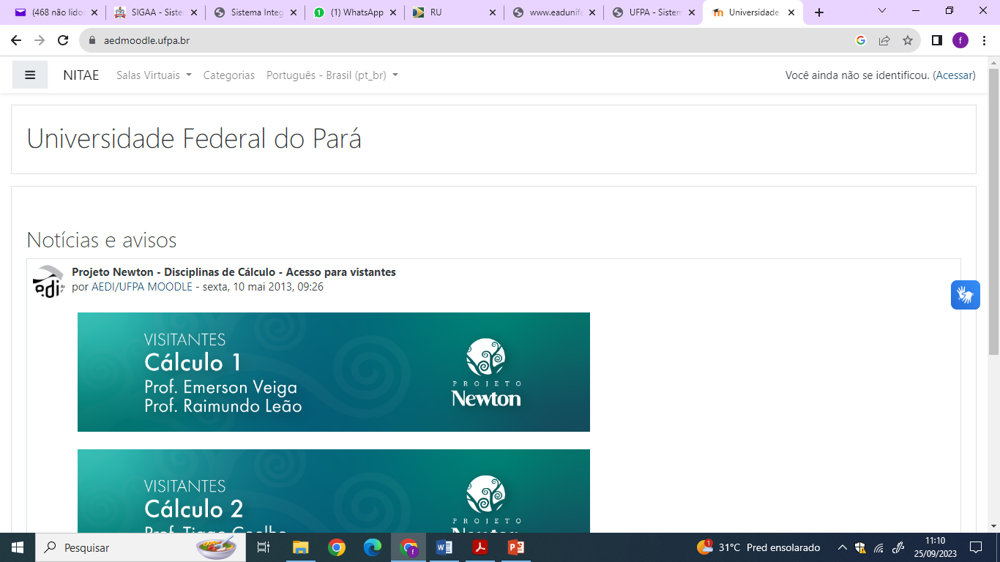 (468 não lido
SIGAA - Siste
Sistema Integ
(1) WhatsApp
RU
www.eadunifa
UFPA - Sistem
Universidade
aedmoodle.ufpa.br
f
NITAE
Salas Virtuais
Categorias
Português - Brasil (pt_br)
Você ainda não se identificou. (Acessar)
Universidade Federal do Pará
Notícias e avisos
Projeto Newton - Disciplinas de Cálculo - Acesso para vistantes
por AEDI/UFPA MOODLE - sexta, 10 mai 2013, 09:26
VISITANTES
Cálculo 1
Prof. Emerson Veiga
Prof. Raimundo Leão
PROJETO
Newton
VISITANTES
Cálculo 2
Prof. Tiago Coelho
PROJETO
Newton
Pesquisar
1
31°C Pred ensolarado
11:10
25/09/2023